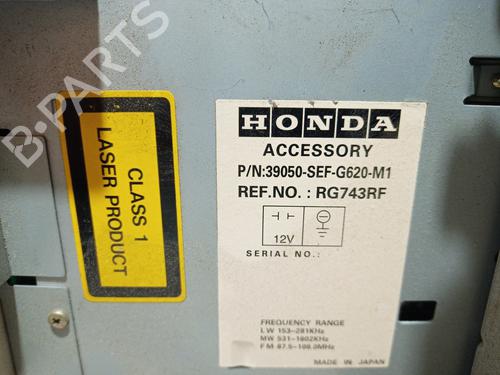 B-PARTS
CLASS 1
LASER PRODUCT
HONDA
ACCESSORY
P/N:39050-SEF-G620-M1
REF.NO. : RG743RF
12V
SERIAL NO.:
FREQUENCY RANGE
LW 153-281KHz
MW 531-1602KHz
FM 87.5-108.0MHz
MADE IN JAPAN